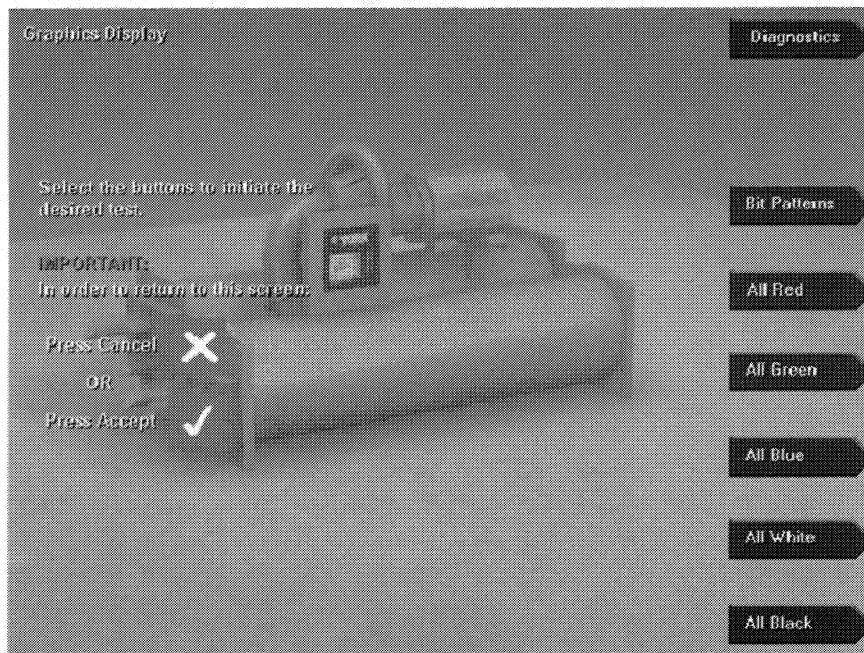 Graphics Display
Diagnostics
Select the buttons to initiate the
desired test.
Bit Patterns
IMPORTANT:
In order to return to this screen:
All Red
Press Cancel
OR
All Green
Press Accept
All Blue
All White
All Black